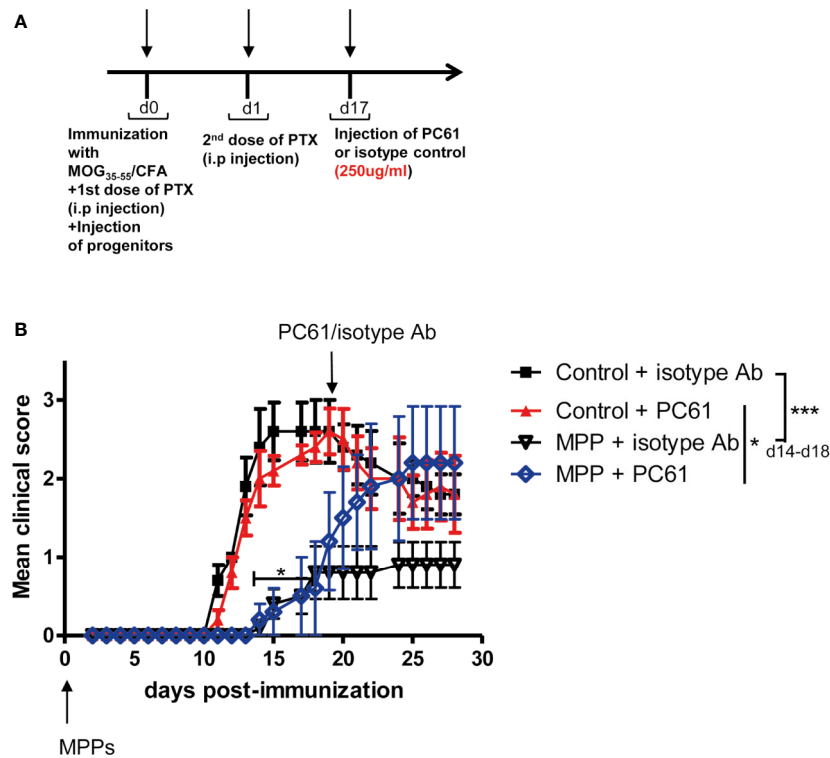 A
d0
d1
d17
Immunization
with
MOG35-55/CFA
+1st dose of PTX
(i.p injection)
+Injection
of progenitors
2nd dose of PTX
(i.p injection)
Injection of PC61
or isotype control
(250ug/ml)
B
PC61/isotype Ab
Mean clinical score
3
2
1
0
*
0
5
10
15
20
25
30
days post-immunization
MPPs
Control + isotype Ab
Control + PC61
MPP + isotype Ab
MPP + PC61
*
***
d14-d18